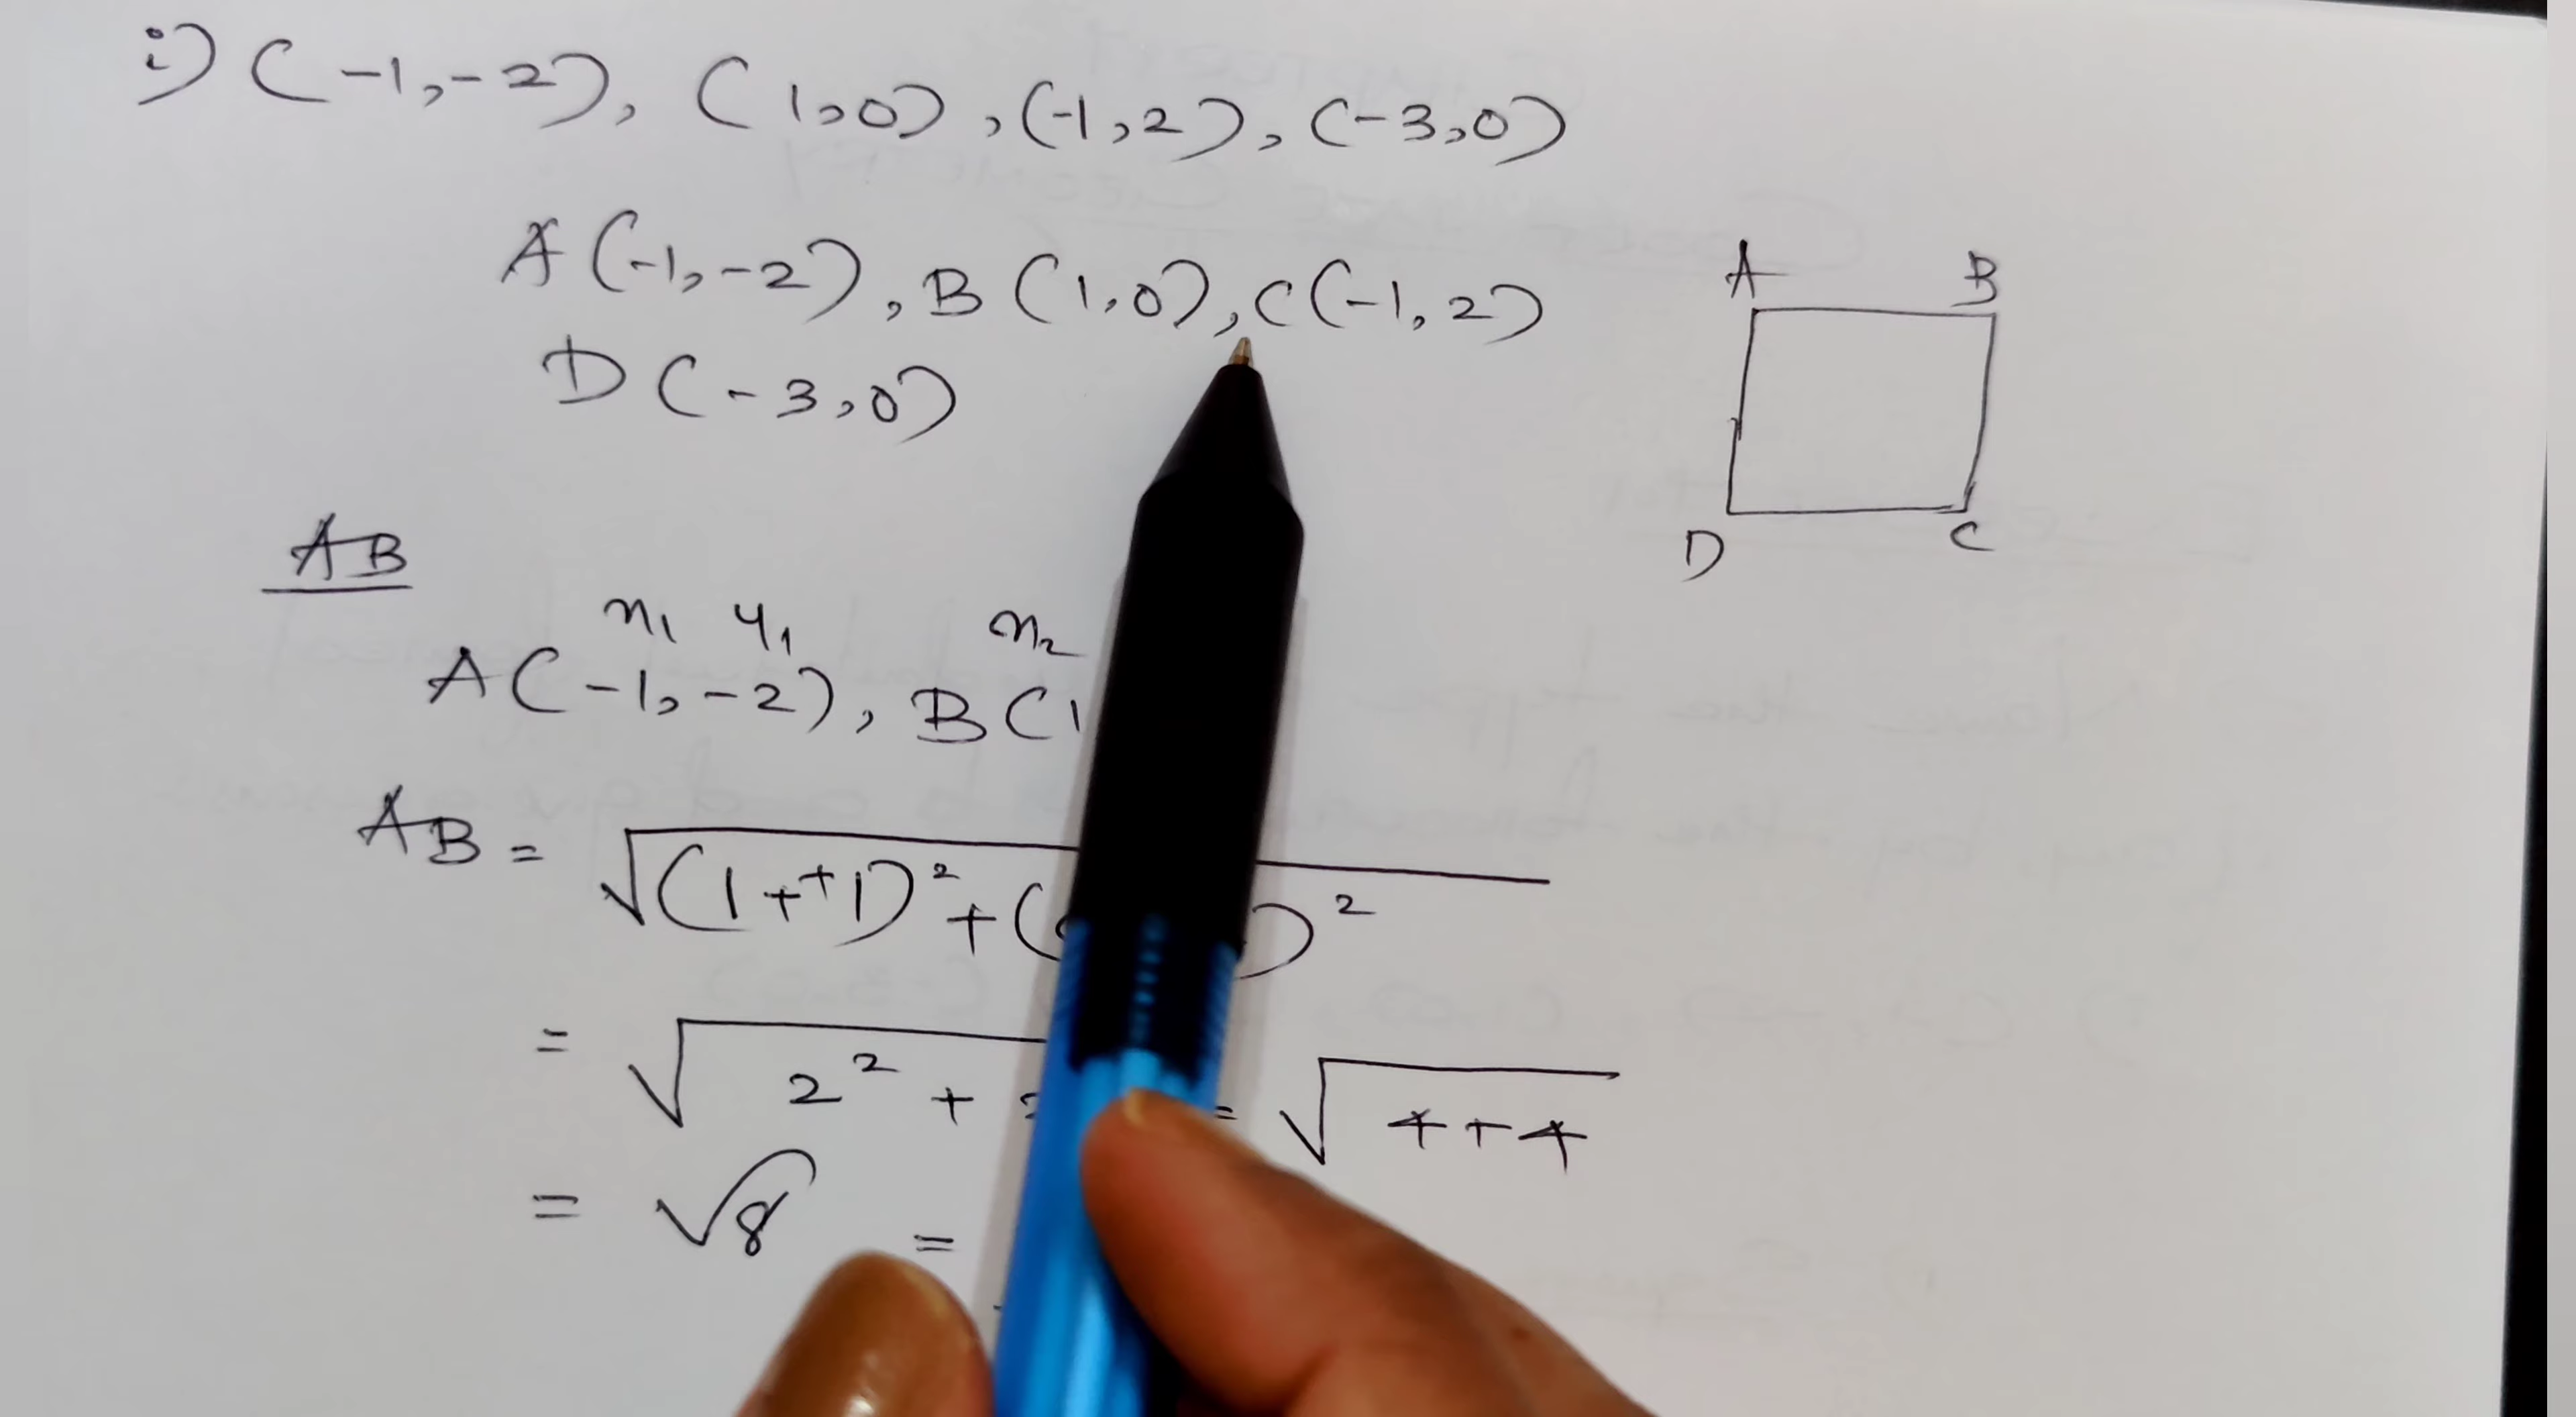 i) (-1,-2), (1,0), (-1,2), (-3,0)
A(-1,-2), B(1,0), C(-1,2)
D(-3,0)
A
B
D
C
AB
x1 y1 x2
A(-1,-2), B(1
AB = √(1++1)²+( )²
= √2² + = √4+4
= √8 =